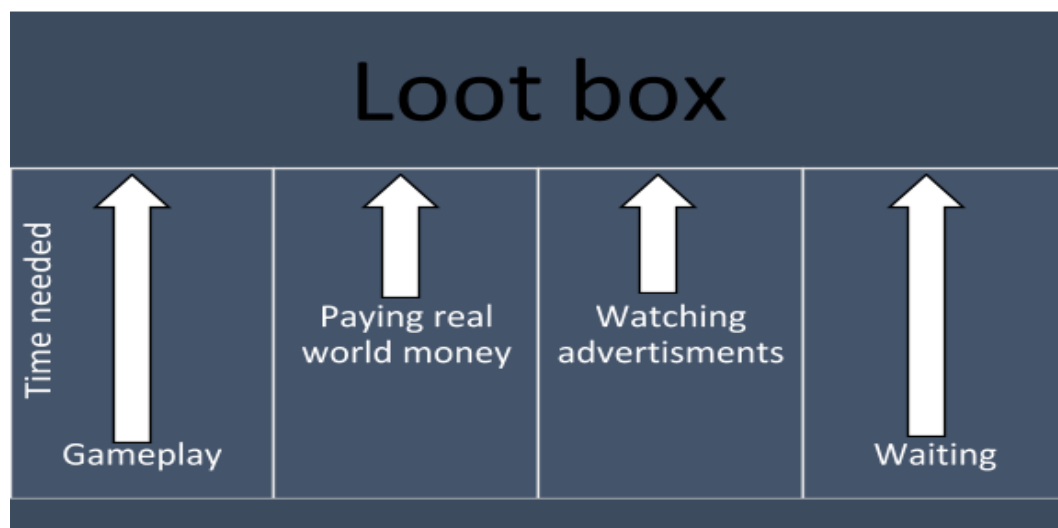 Loot box
Time needed
Gameplay
Paying real
world money
Watching
advertisments
Waiting